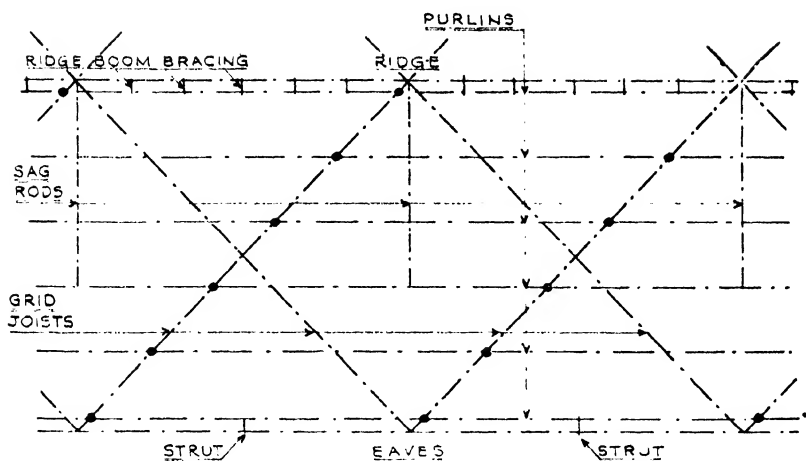 PURLINS
RIDGE BOOM BRACING
RIDGE
SAG
RODS
GRID
JOISTS
STRUT
EAVES
STRUT